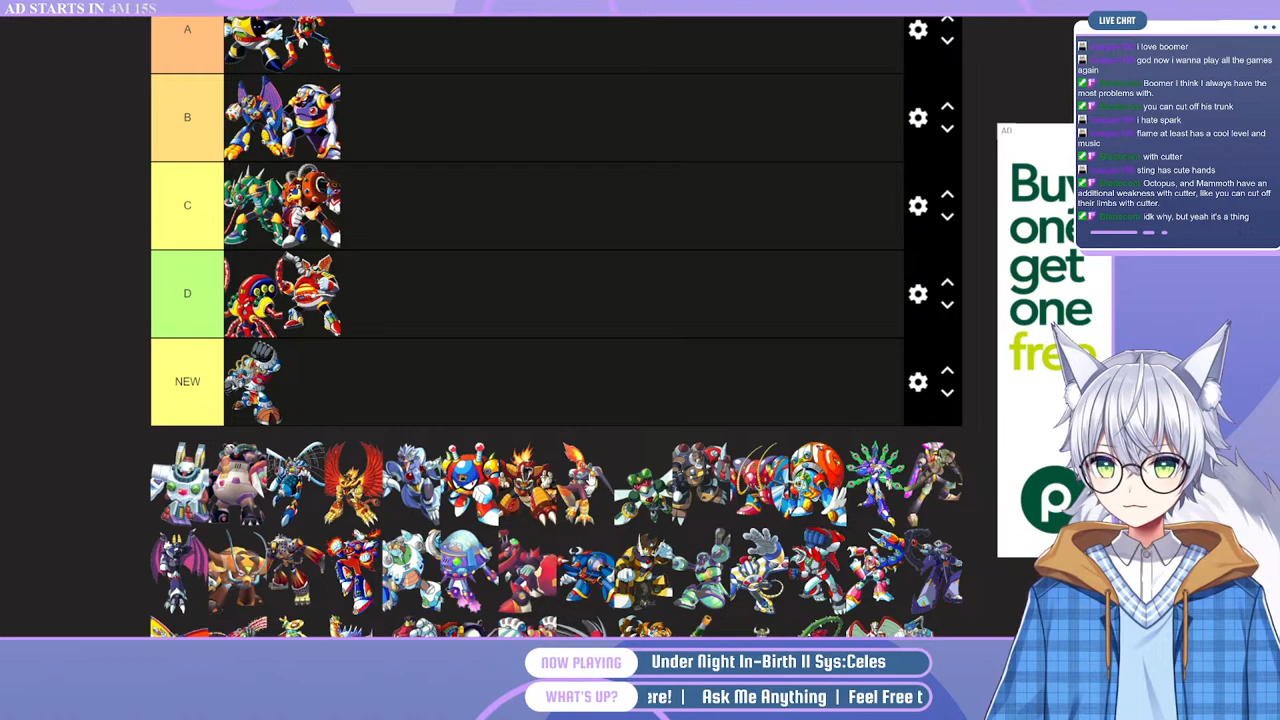 AD STARTS IN 4M 15S
LIVE CHAT
i love boomer
god now i wanna play all the games
again
Boomer I think I always have the
most problems with.
you can cut off his trunk
i hate spark
flame at least has a cool level and
music
with cutter
sting has cute hands
Octopus, and Mammoth have an
additional weakness with cutter, like you can cut off
their limbs with cutter.
idk why, but yeah it's a thing
A
B
C
D
NEW
AD
Buy
one
get
one
free
P
NOW PLAYING
Under Night In-Birth II Sys:Celes
WHAT'S UP?
ere! | Ask Me Anything | Feel Free t